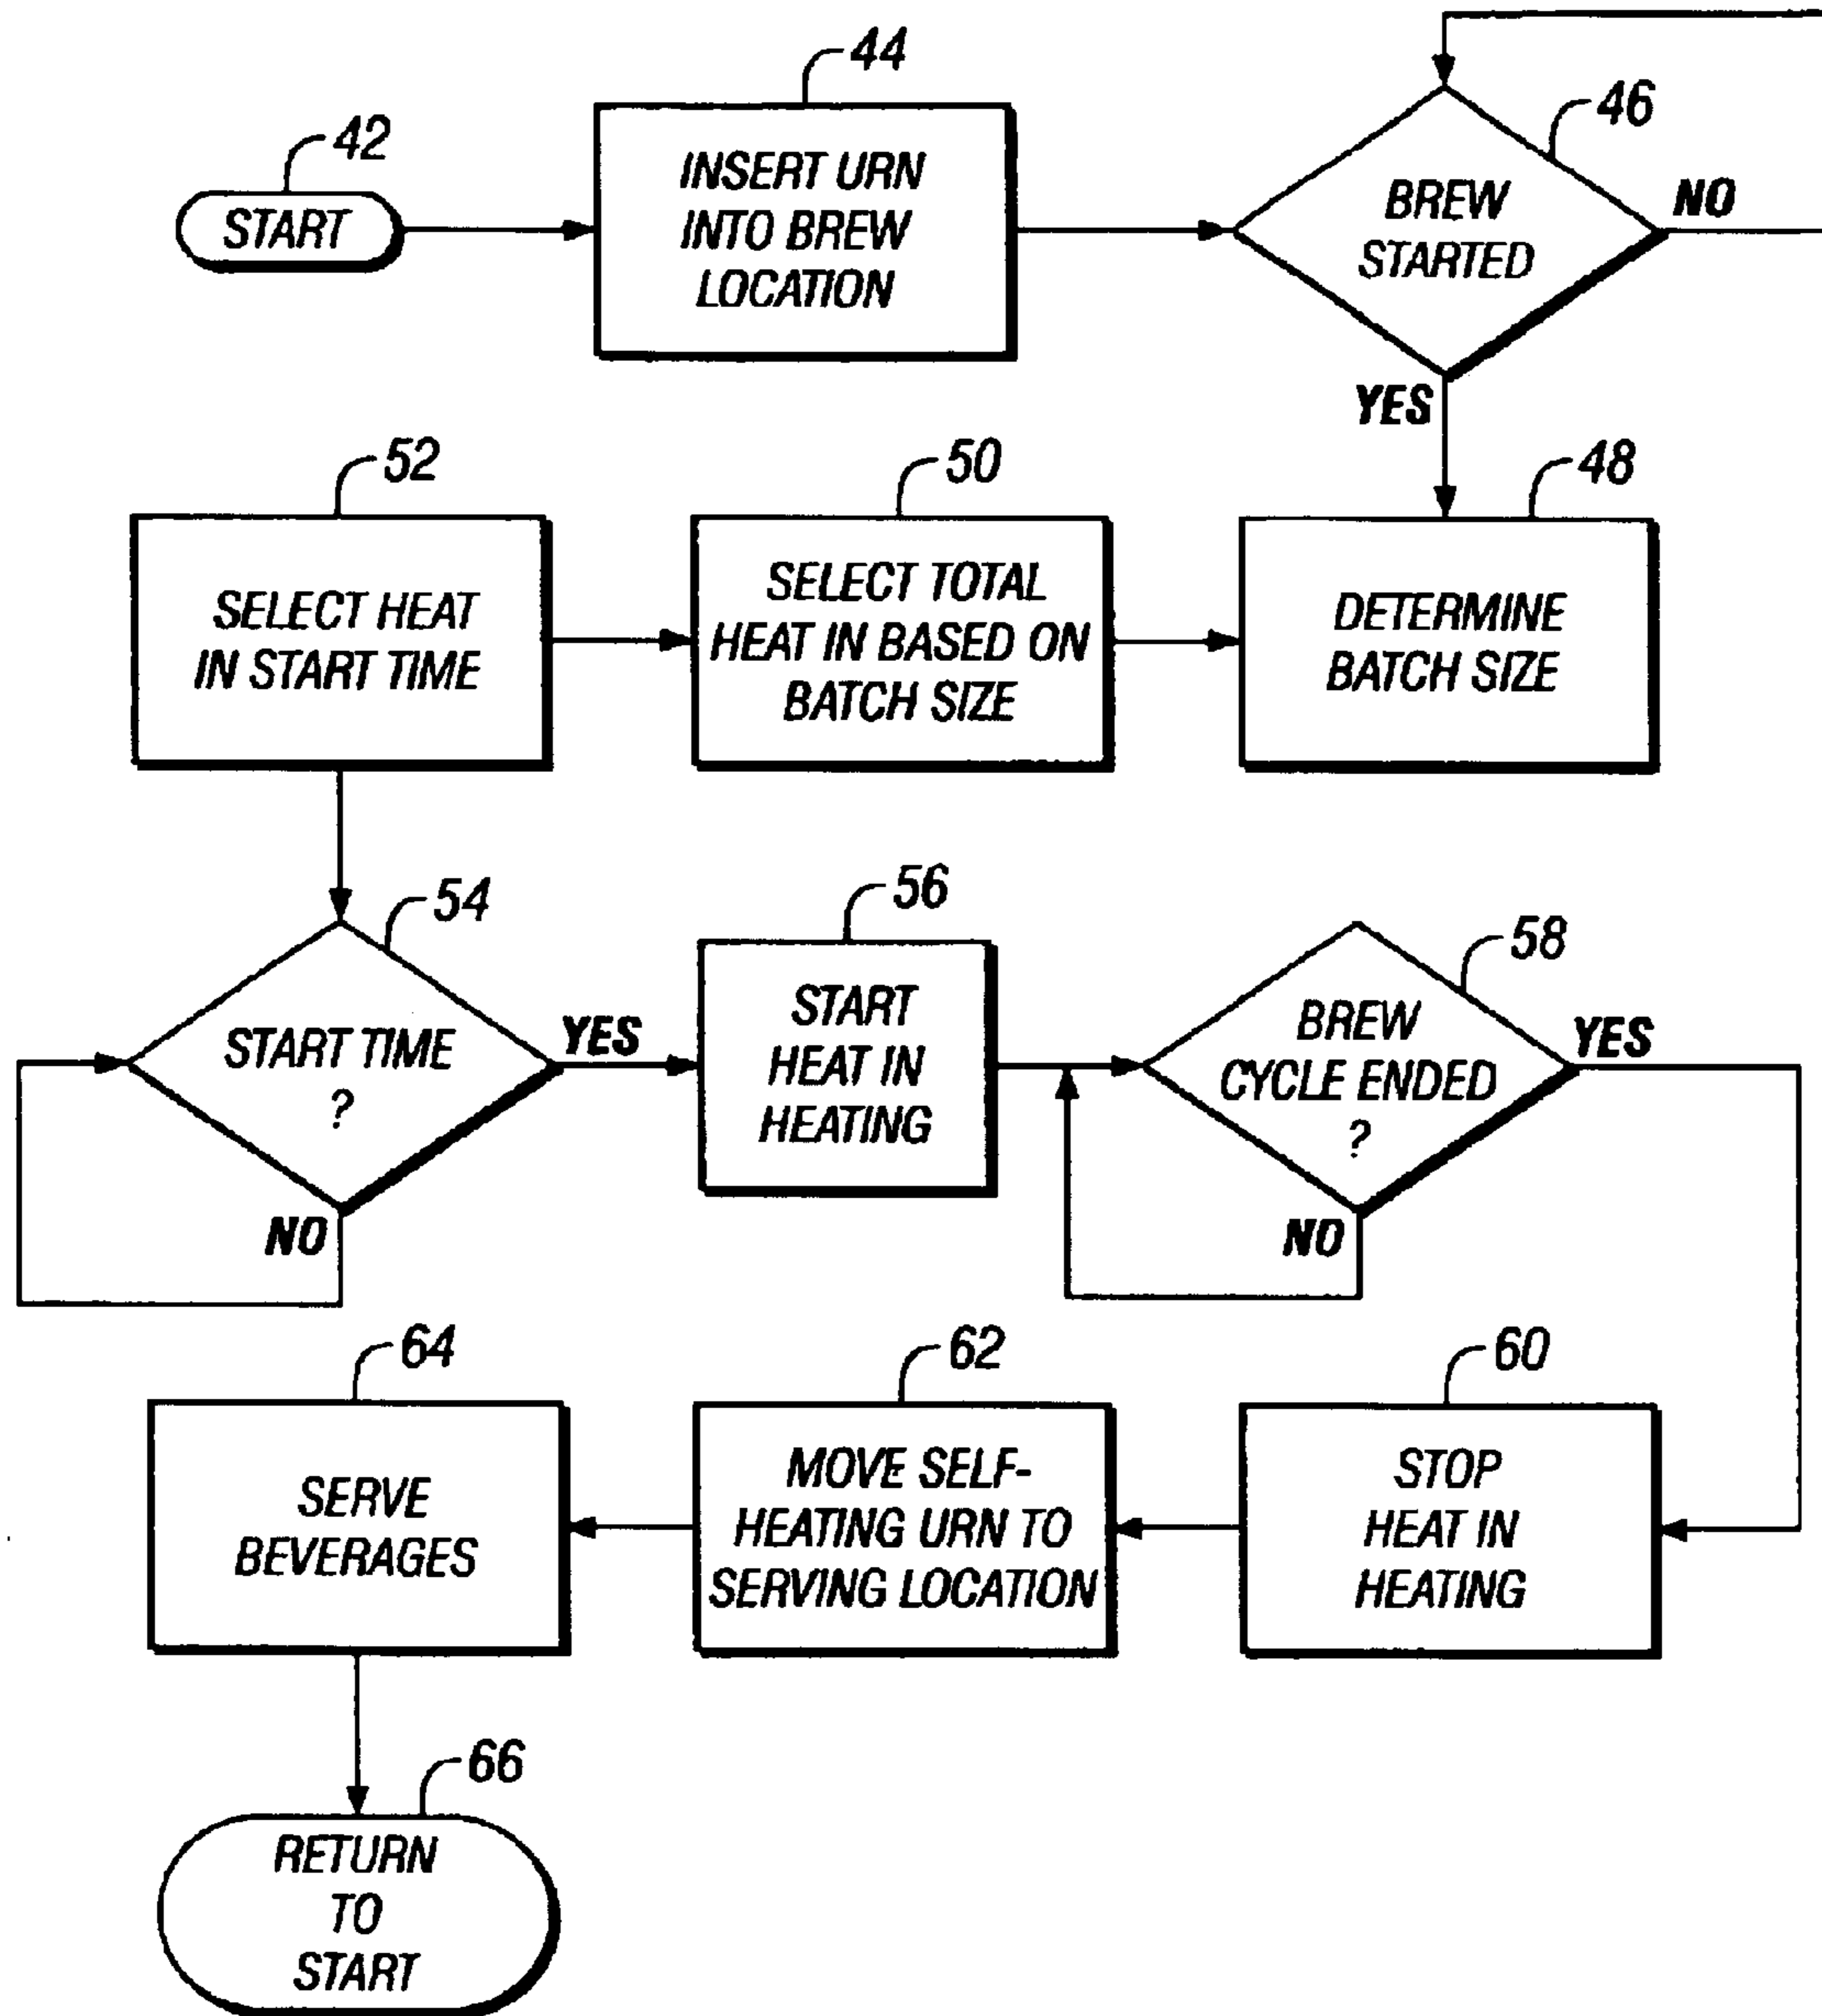 42
START
44
INSERT URN
INTO BREW
LOCATION
46
BREW
STARTED
NO
YES
52
SELECT HEAT
IN START TIME
50
SELECT TOTAL
HEAT IN BASED ON
BATCH SIZE
48
DETERMINE
BATCH SIZE
54
START TIME
?
YES
NO
56
START
HEAT IN
HEATING
58
BREW
CYCLE ENDED
?
YES
NO
64
SERVE
BEVERAGES
62
MOVE SELF-
HEATING URN TO
SERVING LOCATION
60
STOP
HEAT IN
HEATING
66
RETURN
TO
START